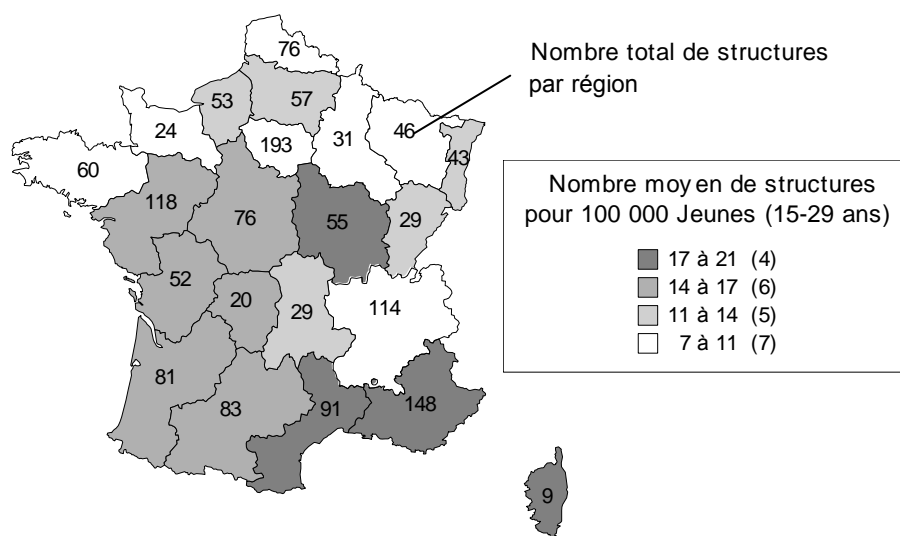 76
Nombre total de structures
par région
53
57
24
193
31
46
43
60
118
76
55
29
Nombre moyen de structures
pour 100 000 Jeunes (15-29 ans)
17 à 21 (4)
14 à 17 (6)
11 à 14 (5)
7 à 11 (7)
52
20
29
114
81
83
91
148
9